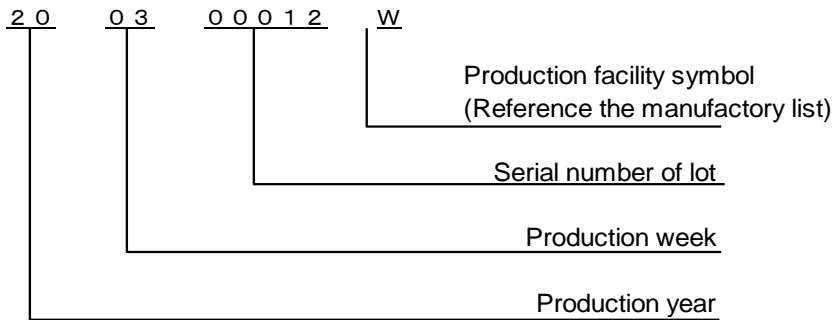 ２０ ０３ ０００１２ Ｗ
Production facility symbol
(Reference the manufactory list)
Serial number of lot
Production week
Production year